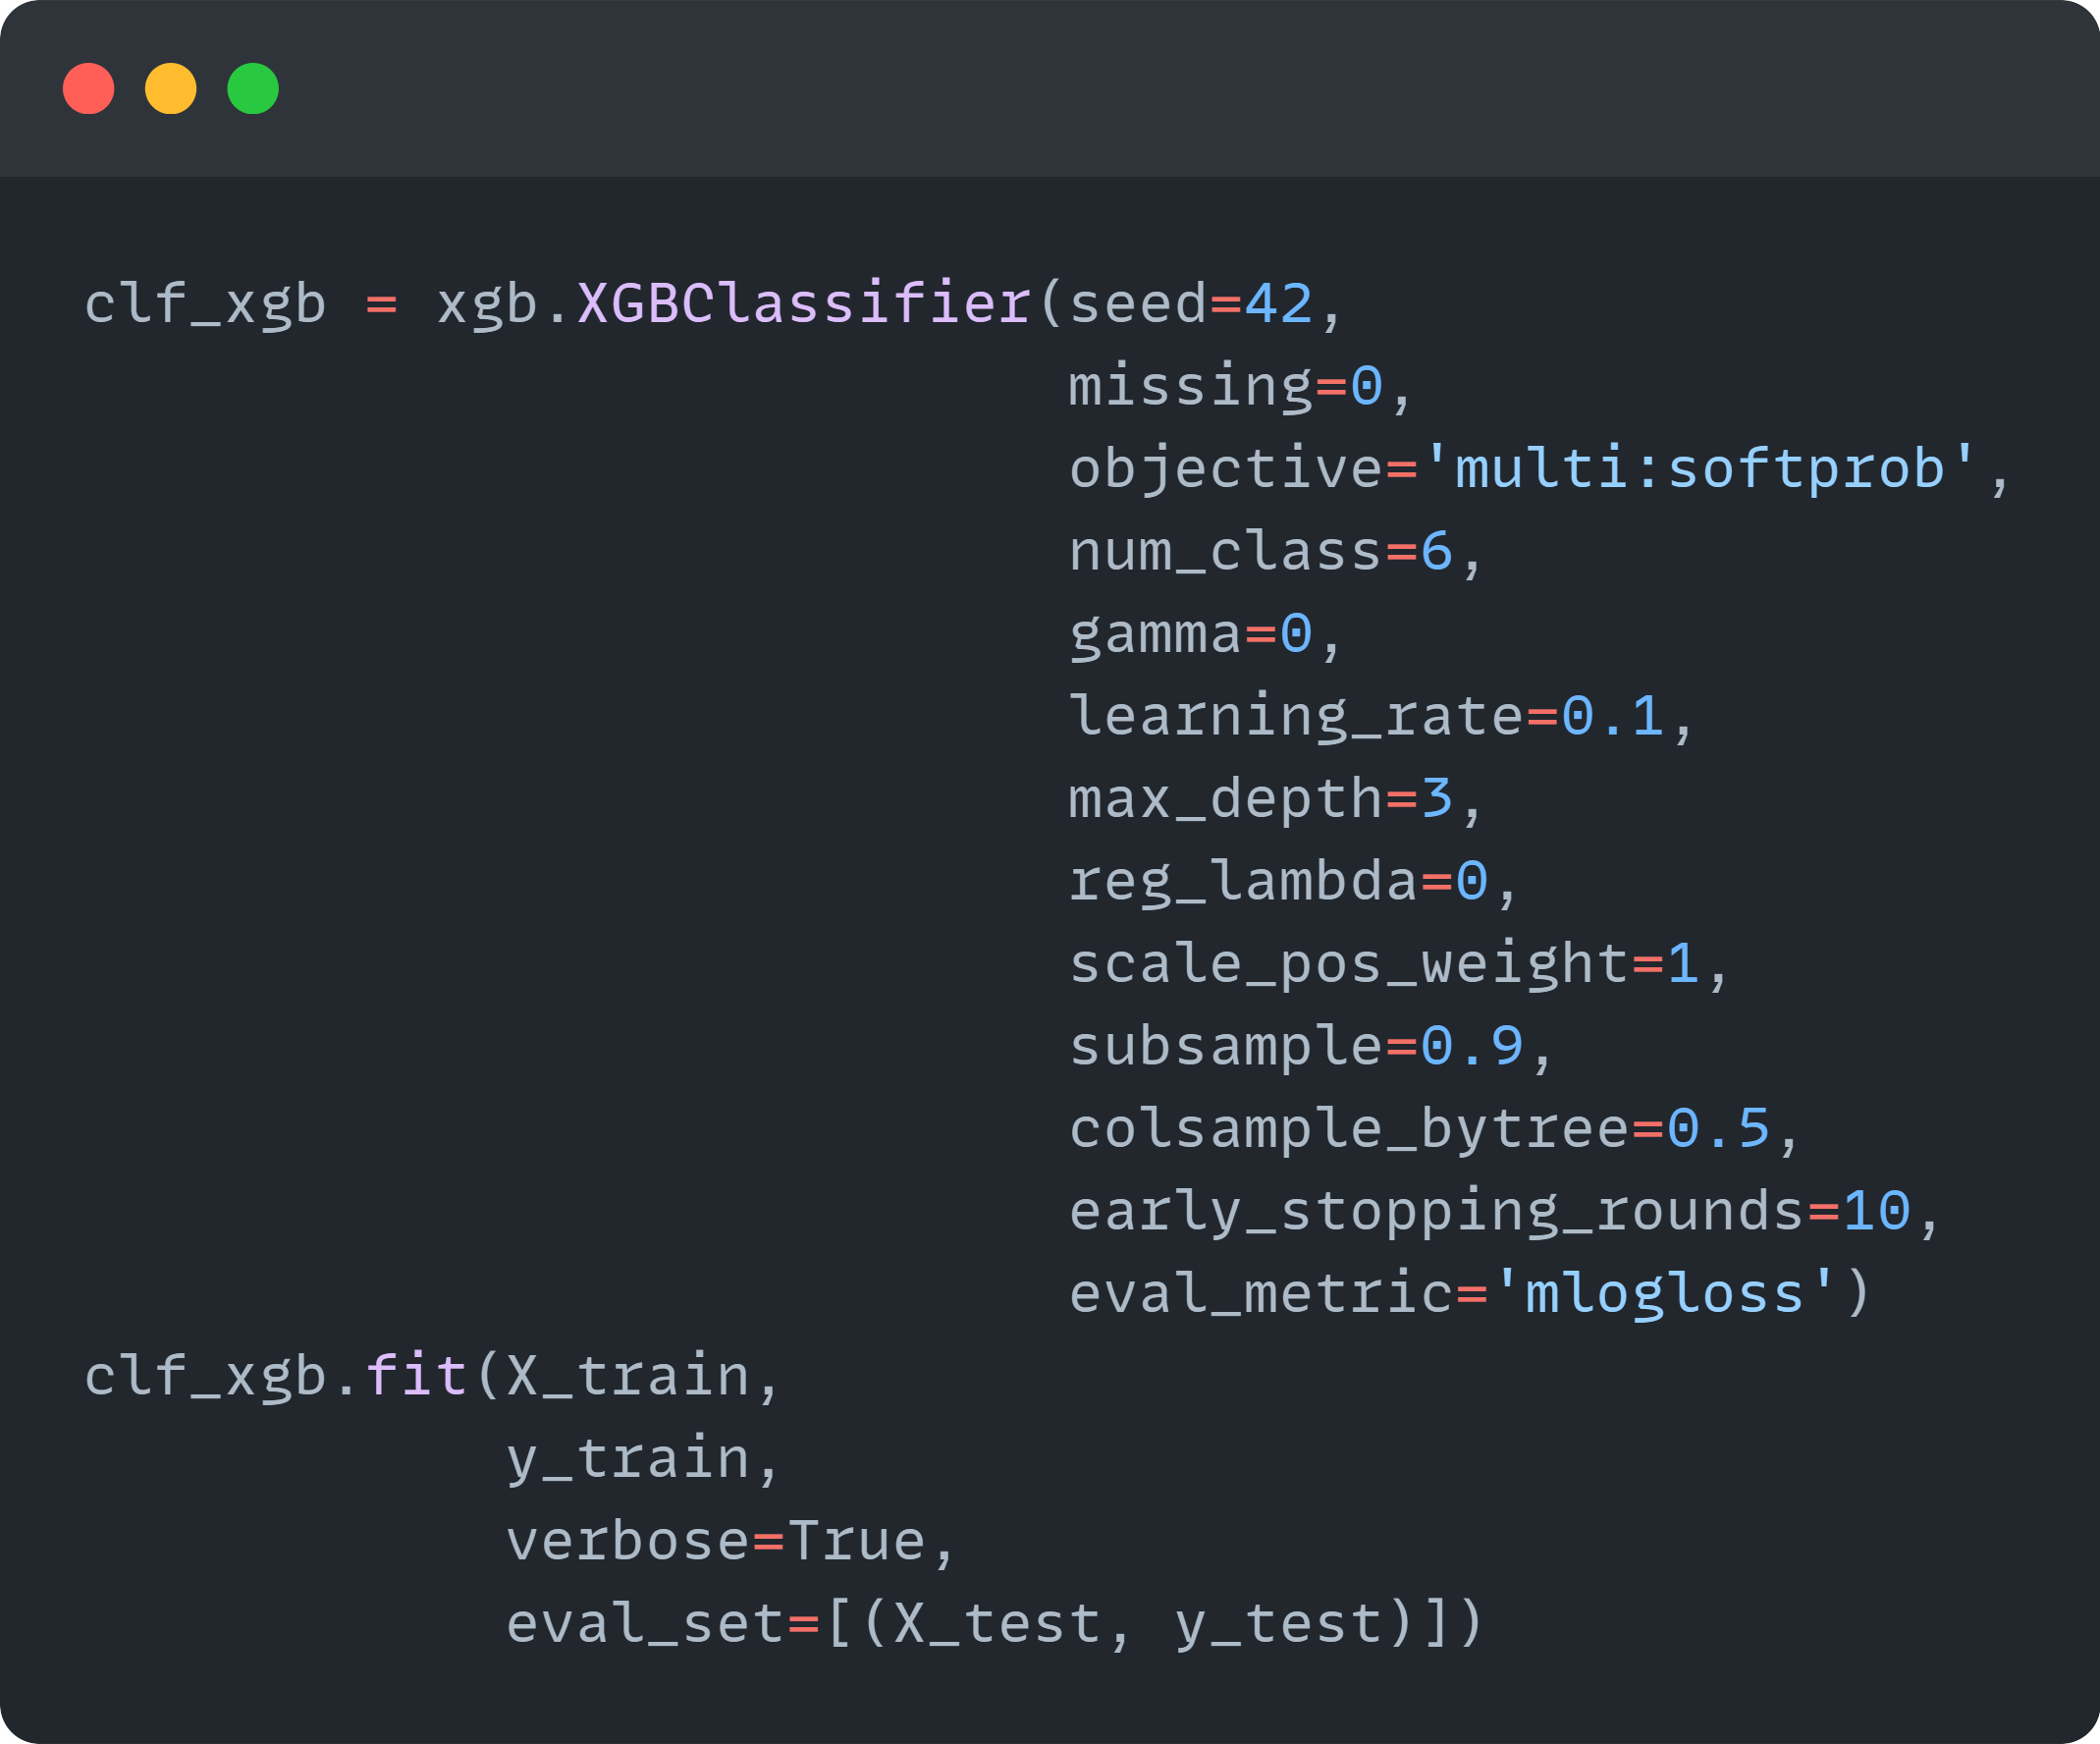 clf_xgb = xgb.XGBClassifier(seed=42,
                            missing=0,
                            objective='multi:softprob',
                            num_class=6,
                            gamma=0,
                            learning_rate=0.1,
                            max_depth=3,
                            reg_lambda=0,
                            scale_pos_weight=1,
                            subsample=0.9,
                            colsample_bytree=0.5,
                            early_stopping_rounds=10,
                            eval_metric='mlogloss')
clf_xgb.fit(X_train,
            y_train,
            verbose=True,
            eval_set=[(X_test, y_test)])